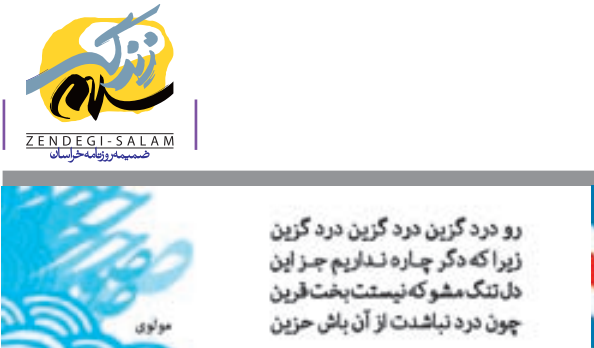 زندگی سلام
ZENDEGI-SALAM
ضمیمه روزنامه خراسان
رو درد گزین درد گزین درد گزین
زیرا که دگر چاره نداریم جز این
دل تنگ مشو که نیستت بخت قرین
چون درد نباشدت از آن باش حزین
مولوی